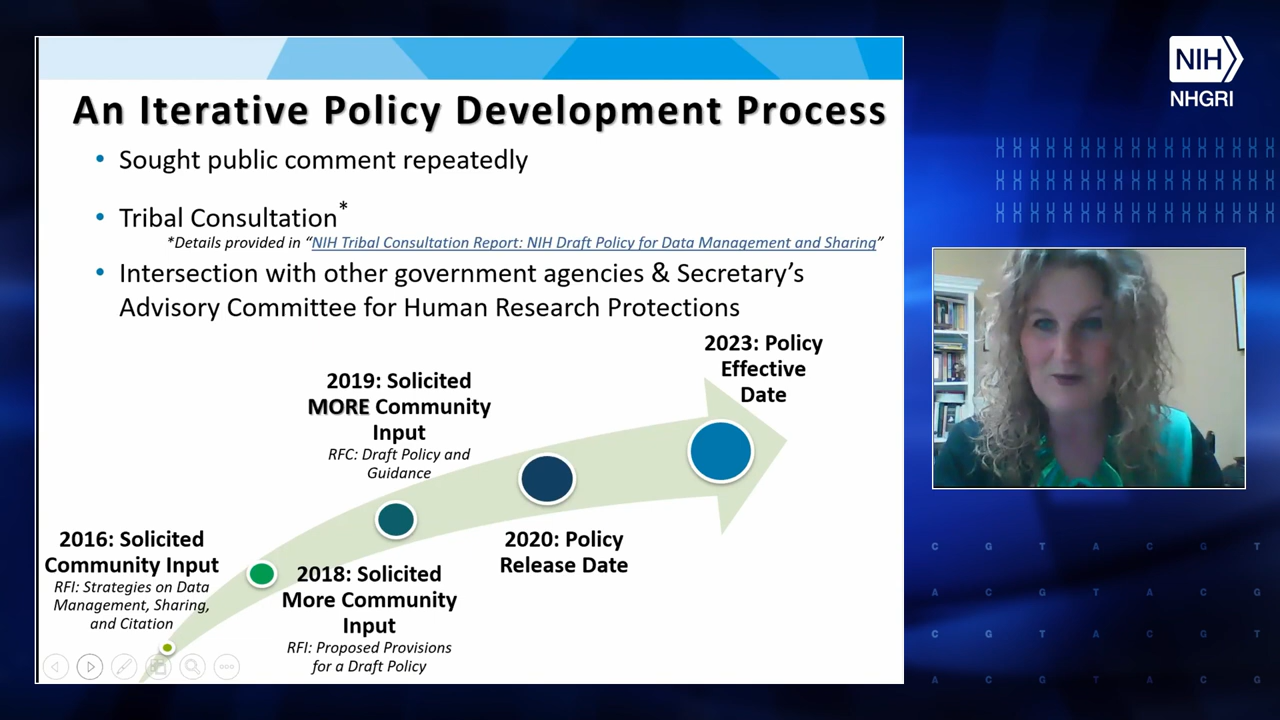 An Iterative Policy Development Process
• Sought public comment repeatedly
• Tribal Consultation*
*Details provided in “NIH Tribal Consultation Report: NIH Draft Policy for Data Management and Sharing”
• Intersection with other government agencies & Secretary’s
Advisory Committee for Human Research Protections
2016: Solicited
Community Input
RFI: Strategies on Data
Management, Sharing,
and Citation
2018: Solicited
More Community
Input
RFI: Proposed Provisions
for a Draft Policy
2019: Solicited
MORE Community
Input
RFC: Draft Policy and
Guidance
2020: Policy
Release Date
2023: Policy
Effective
Date
NIH
NHGRI
C G T A C G T
A C G T A C G
C G T A C G T
A C G T A C G